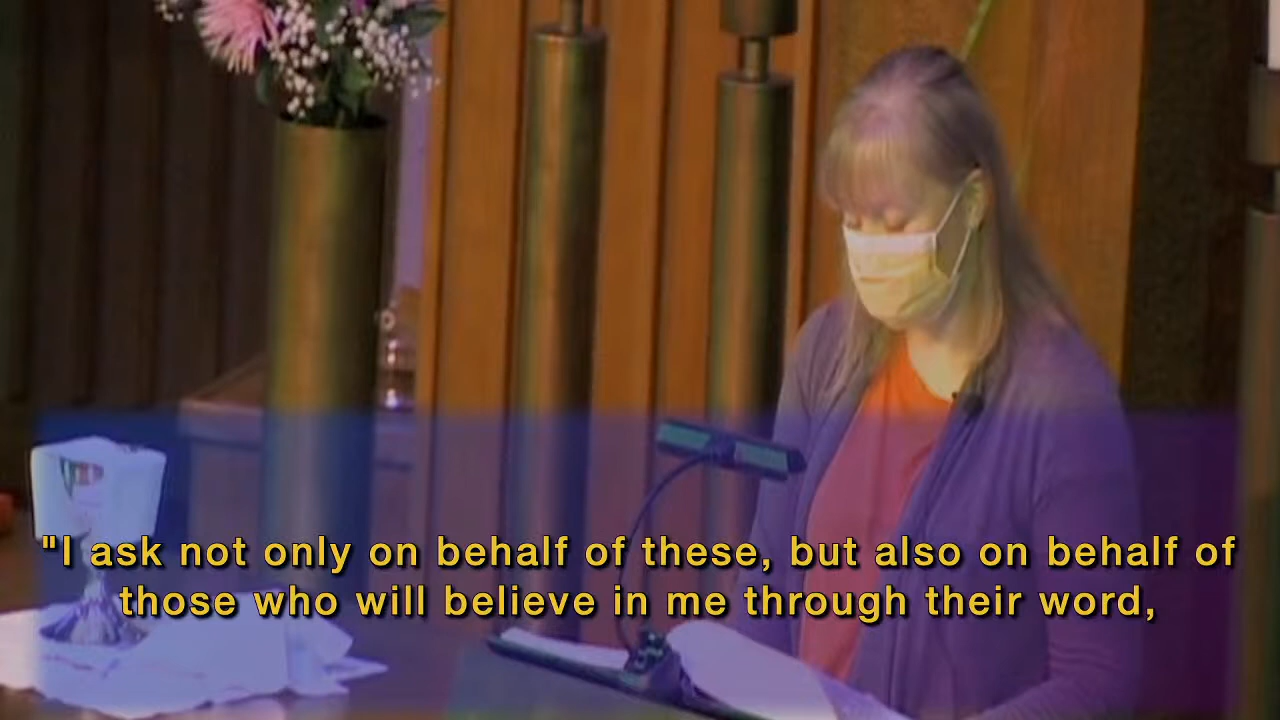 "I ask not only on behalf of these, but also on behalf of
those who will believe in me through their word,